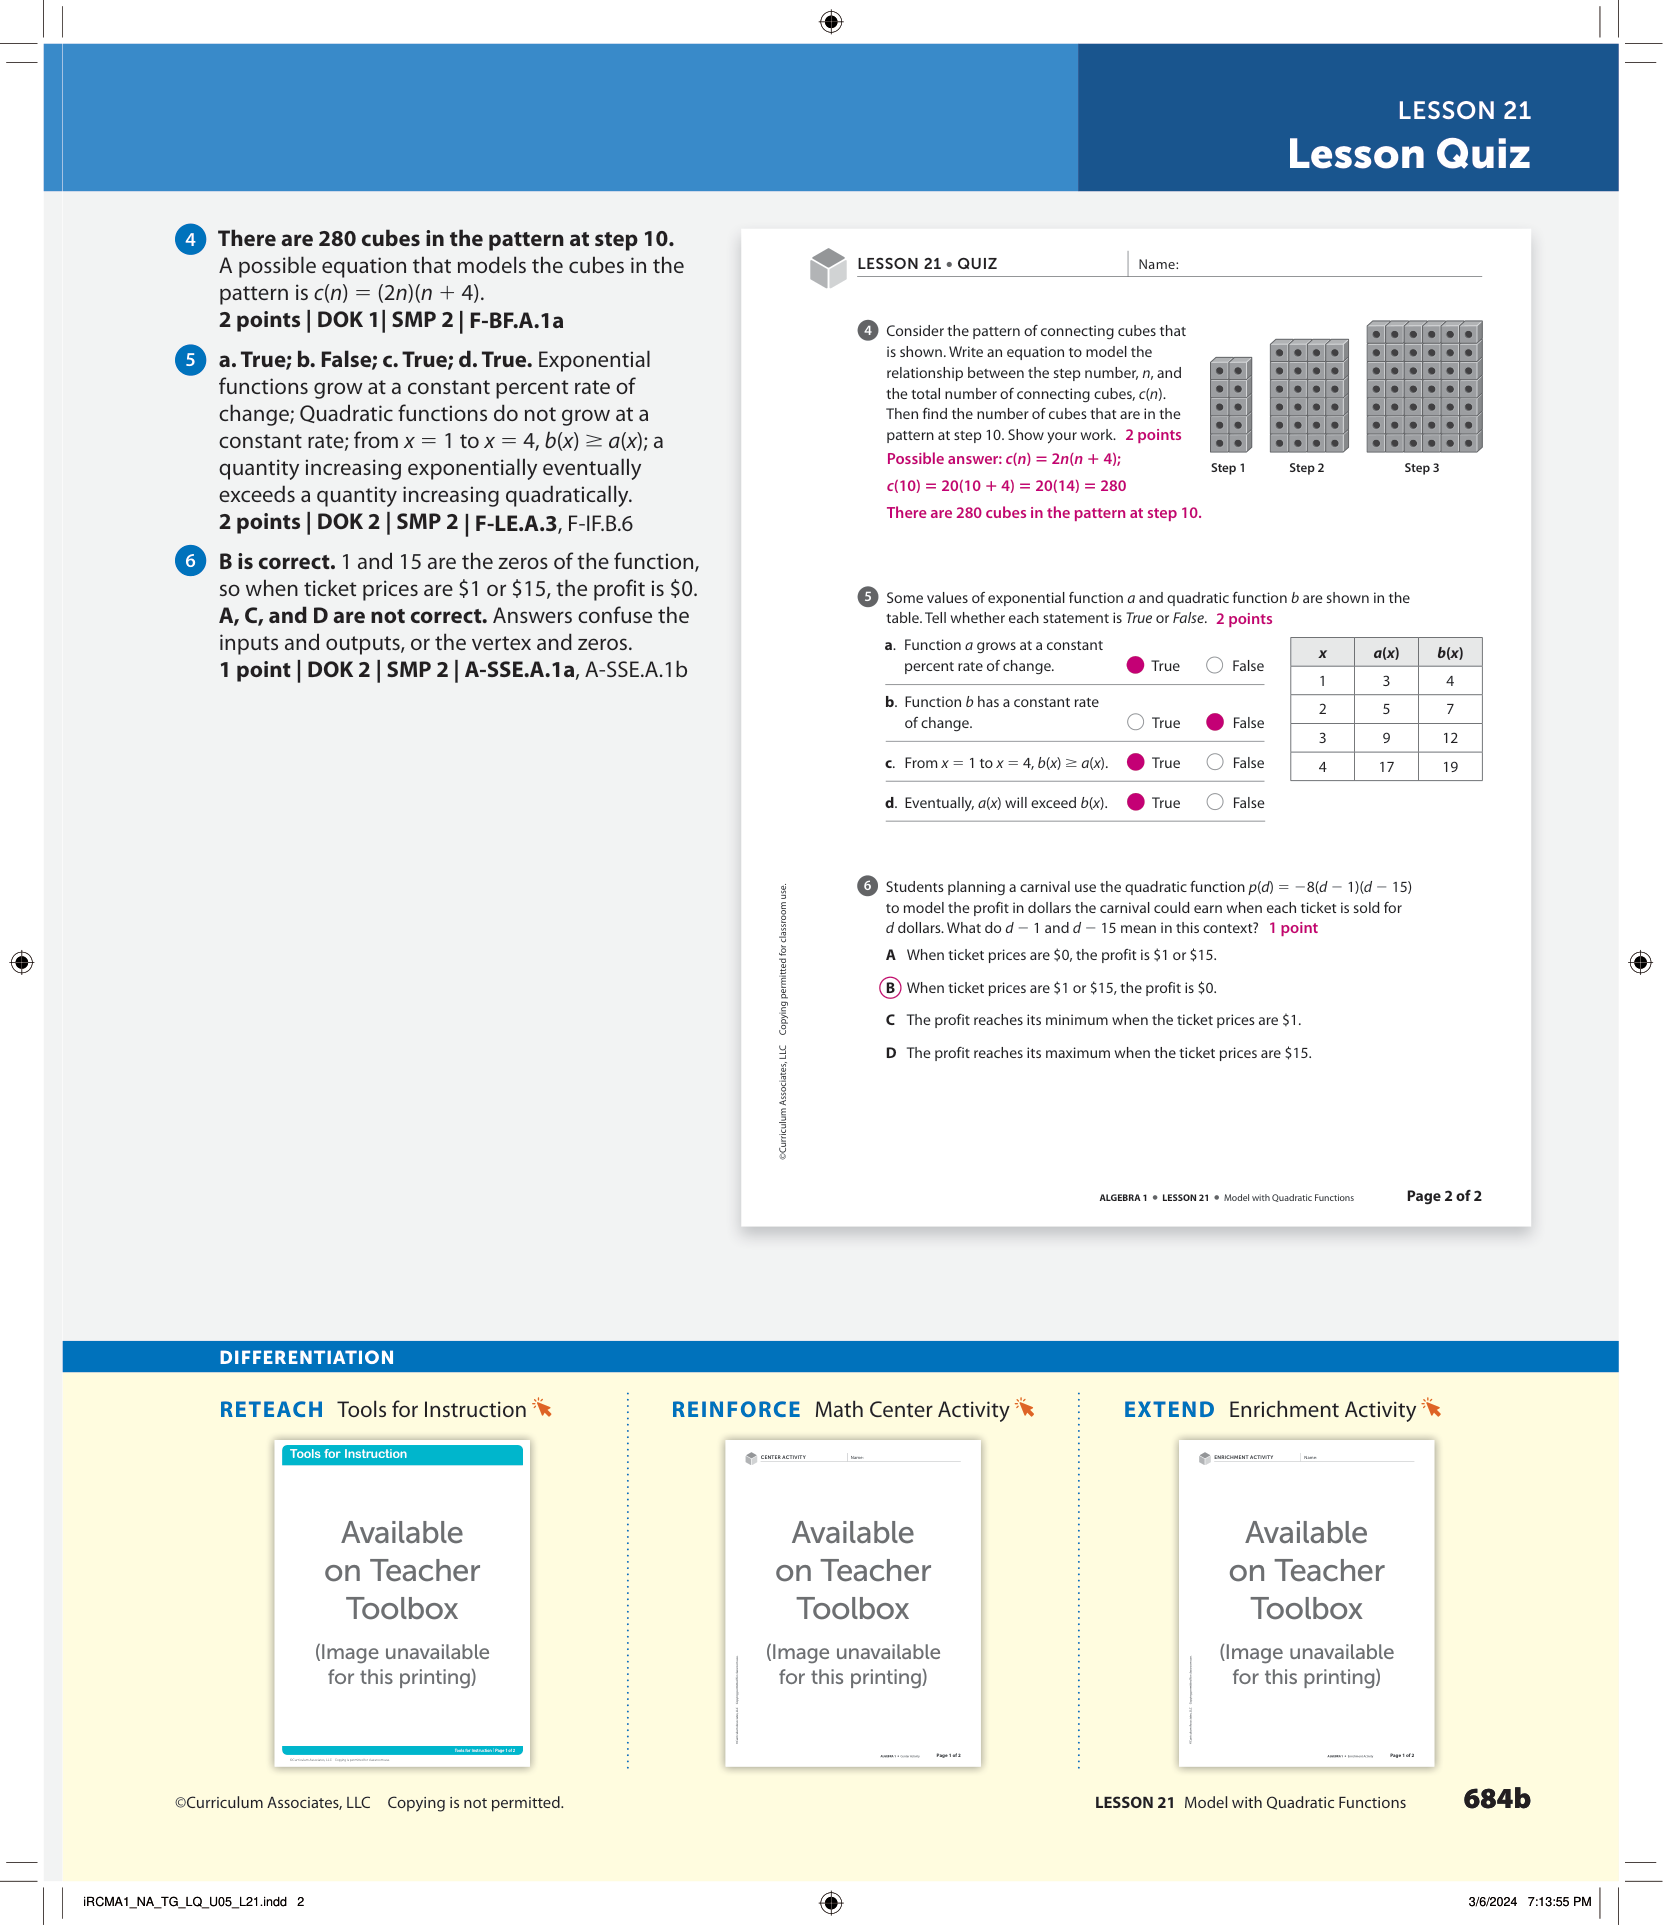 LESSON 21
Lesson Quiz
4 There are 280 cubes in the pattern at step 10.
A possible equation that models the cubes in the
pattern is c(n) = (2n)(n + 4).
2 points | DOK 1| SMP 2 | F-BF.A.1a
5 a. True; b. False; c. True; d. True. Exponential
functions grow at a constant percent rate of
change; Quadratic functions do not grow at a
constant rate; from x = 1 to x = 4, b(x) ≥ a(x); a
quantity increasing exponentially eventually
exceeds a quantity increasing quadratically.
2 points | DOK 2 | SMP 2 | F-LE.A.3, F-IF.B.6
6 B is correct. 1 and 15 are the zeros of the function,
so when ticket prices are $1 or $15, the profit is $0.
A, C, and D are not correct. Answers confuse the
inputs and outputs, or the vertex and zeros.
1 point | DOK 2 | SMP 2 | A-SSE.A.1a, A-SSE.A.1b
LESSON 21 • QUIZ Name:
4 Consider the pattern of connecting cubes that
is shown. Write an equation to model the
relationship between the step number, n, and
the total number of connecting cubes, c(n).
Then find the number of cubes that are in the
pattern at step 10. Show your work. 2 points
Possible answer: c(n) = 2n(n + 4);
c(10) = 20(10 + 4) = 20(14) = 280
There are 280 cubes in the pattern at step 10.
Step 1 Step 2 Step 3
5 Some values of exponential function a and quadratic function b are shown in the
table. Tell whether each statement is True or False. 2 points
a. Function a grows at a constant
percent rate of change. True False
b. Function b has a constant rate
of change. True False
c. From x = 1 to x = 4, b(x) ≥ a(x). True False
d. Eventually, a(x) will exceed b(x). True False
x a(x) b(x)
1 3 4
2 5 7
3 9 12
4 17 19
6 Students planning a carnival use the quadratic function p(d) = −8(d − 1)(d − 15)
to model the profit in dollars the carnival could earn when each ticket is sold for
d dollars. What do d − 1 and d − 15 mean in this context? 1 point
A When ticket prices are $0, the profit is $1 or $15.
B When ticket prices are $1 or $15, the profit is $0.
C The profit reaches its minimum when the ticket prices are $1.
D The profit reaches its maximum when the ticket prices are $15.
©Curriculum Associates, LLC Copying permitted for classroom use.
ALGEBRA 1 • LESSON 21 • Model with Quadratic Functions Page 2 of 2
DIFFERENTIATION
RETEACH Tools for Instruction
Tools for Instruction
Available
on Teacher
Toolbox
(Image unavailable
for this printing)
Tools for Instruction | Page 1 of 2
REINFORCE Math Center Activity
CENTER ACTIVITY Name:
Available
on Teacher
Toolbox
(Image unavailable
for this printing)
Page 1 of 2
EXTEND Enrichment Activity
ENRICHMENT ACTIVITY Name:
Available
on Teacher
Toolbox
(Image unavailable
for this printing)
Page 1 of 2
©Curriculum Associates, LLC Copying is not permitted.
LESSON 21 Model with Quadratic Functions 684b
iRCMA1_NA_TG_LQ_U05_L21.indd 2
3/6/2024 7:13:55 PM